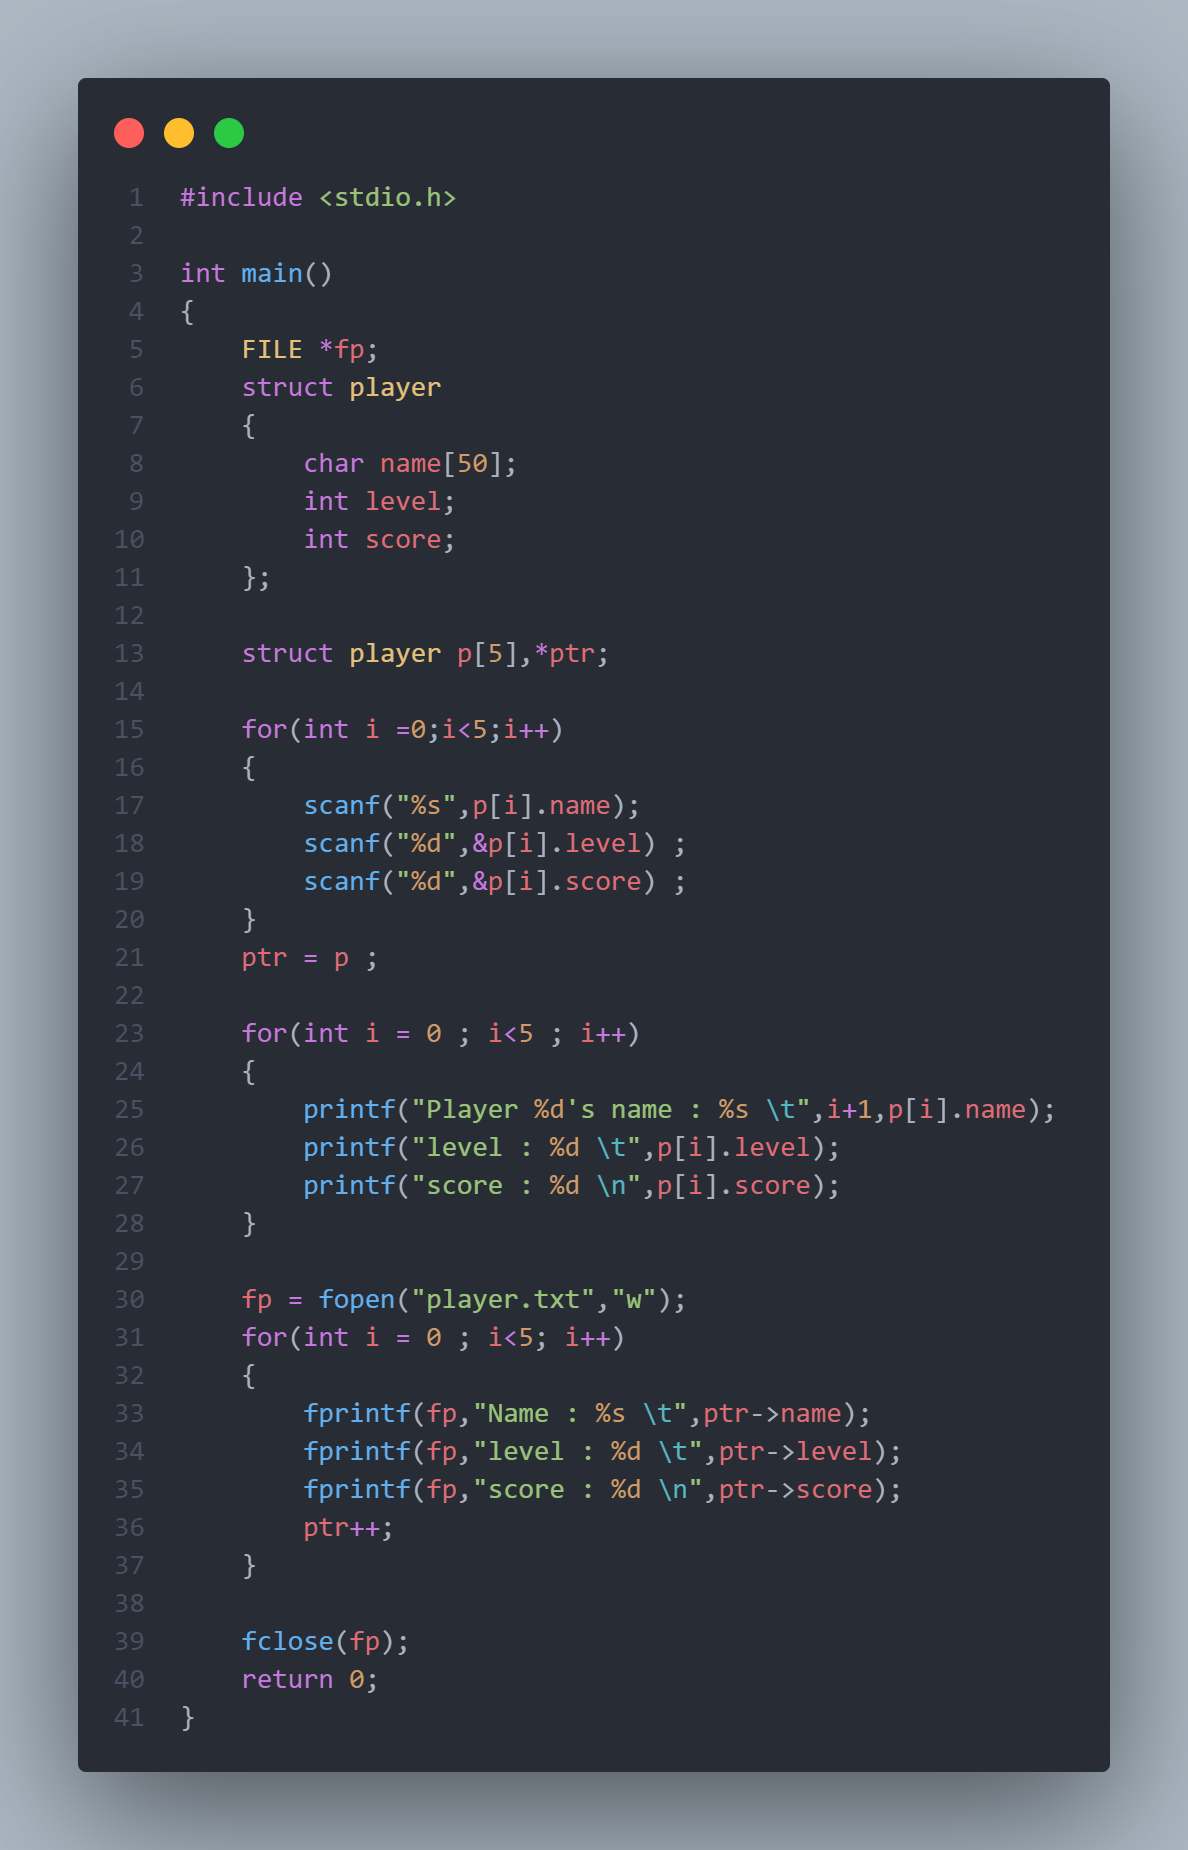 1 #include <stdio.h>
2
3 int main()
4 {
5     FILE *fp;
6     struct player
7     {
8         char name[50];
9         int level;
10         int score;
11     };
12
13     struct player p[5],*ptr;
14
15     for(int i =0;i<5;i++)
16     {
17         scanf("%s",p[i].name);
18         scanf("%d",&p[i].level) ;
19         scanf("%d",&p[i].score) ;
20     }
21     ptr = p ;
22
23     for(int i = 0 ; i<5 ; i++)
24     {
25         printf("Player %d's name : %s \t",i+1,p[i].name);
26         printf("level : %d \t",p[i].level);
27         printf("score : %d \n",p[i].score);
28     }
29
30     fp = fopen("player.txt","w");
31     for(int i = 0 ; i<5; i++)
32     {
33         fprintf(fp,"Name : %s \t",ptr->name);
34         fprintf(fp,"level : %d \t",ptr->level);
35         fprintf(fp,"score : %d \n",ptr->score);
36         ptr++;
37     }
38
39     fclose(fp);
40     return 0;
41 }